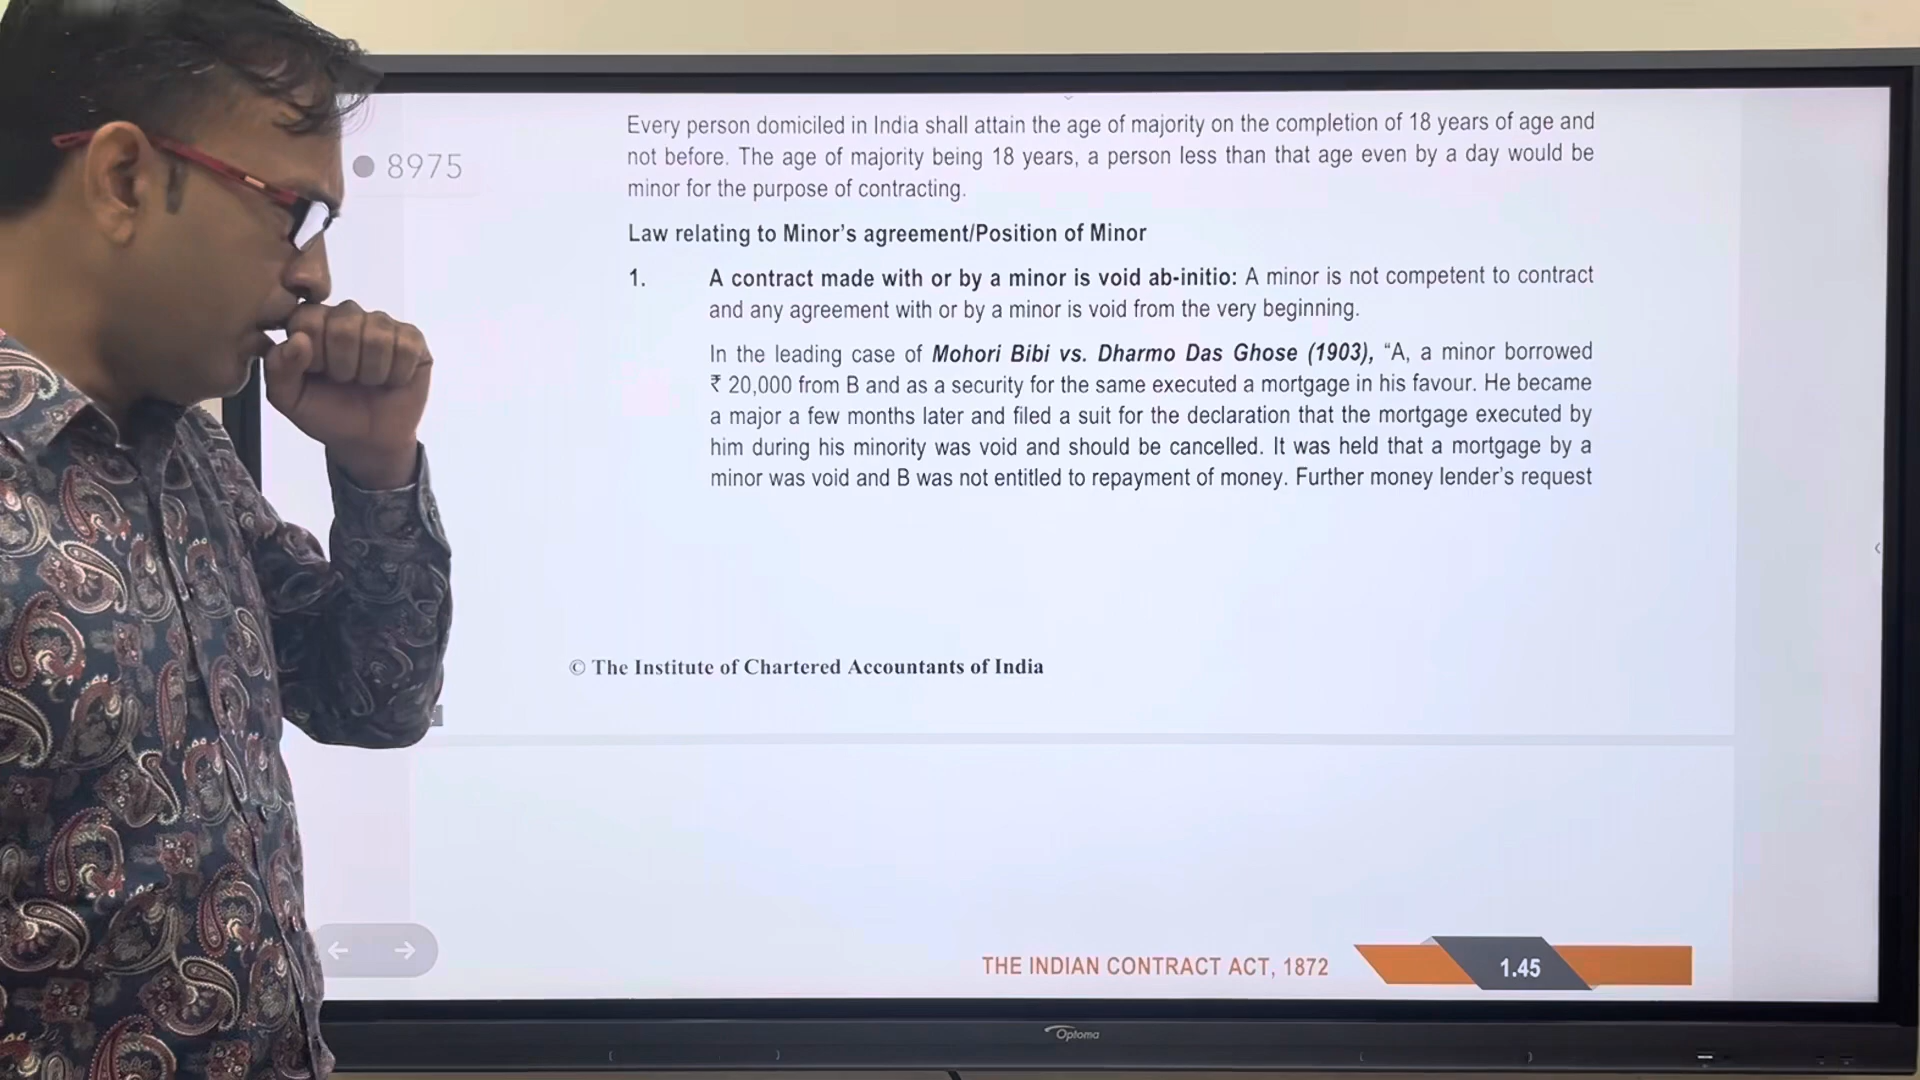 8975
Every person domiciled in India shall attain the age of majority on the completion of 18 years of age and
not before. The age of majority being 18 years, a person less than that age even by a day would be
minor for the purpose of contracting.
Law relating to Minor’s agreement/Position of Minor
1. A contract made with or by a minor is void ab-initio: A minor is not competent to contract
and any agreement with or by a minor is void from the very beginning.
In the leading case of Mohori Bibi vs. Dharmo Das Ghose (1903), “A, a minor borrowed
₹ 20,000 from B and as a security for the same executed a mortgage in his favour. He became
a major a few months later and filed a suit for the declaration that the mortgage executed by
him during his minority was void and should be cancelled. It was held that a mortgage by a
minor was void and B was not entitled to repayment of money. Further money lender’s request
© The Institute of Chartered Accountants of India
THE INDIAN CONTRACT ACT, 1872 1.45
Optoma